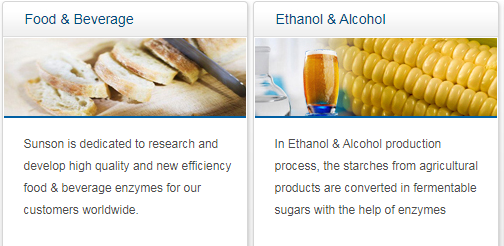 Food & Beverage
Sunson is dedicated to research and
develop high quality and new efficiency
food & beverage enzymes for our
customers worldwide.
Ethanol & Alcohol
In Ethanol & Alcohol production
process, the starches from agricultural
products are converted in fermentable
sugars with the help of enzymes